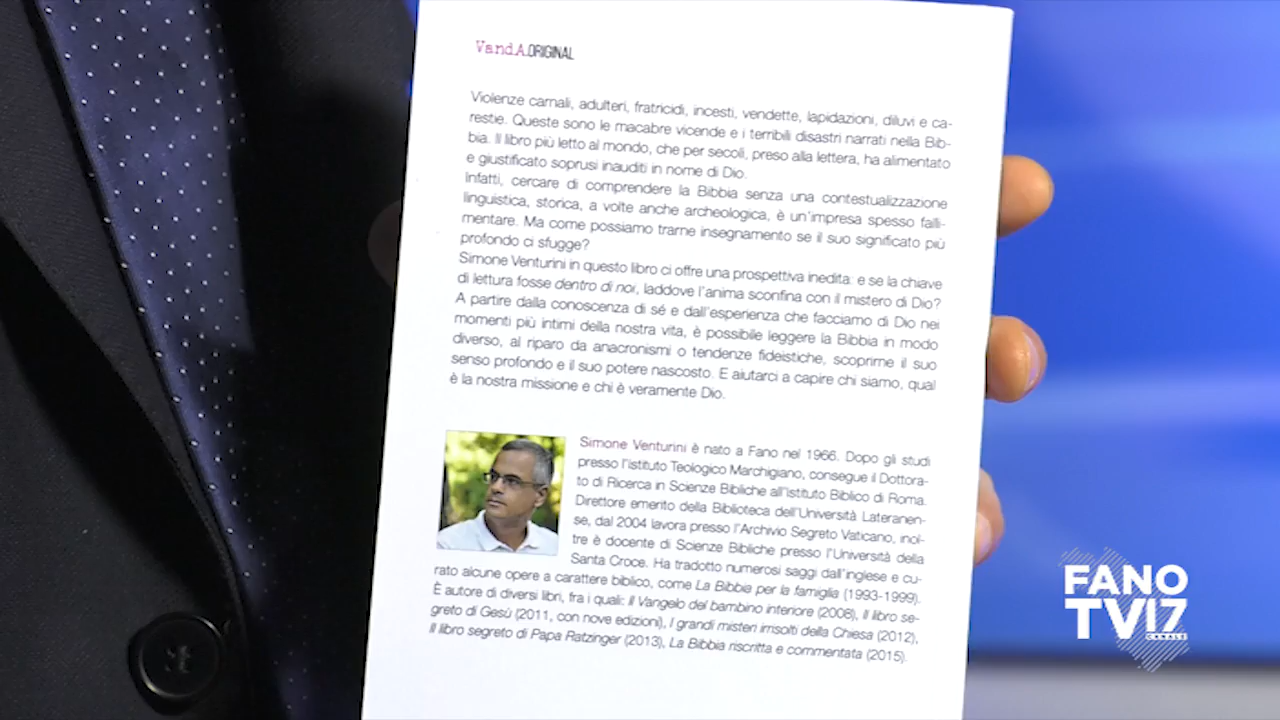 VandA.ORIGINAL
Violenze carnali, adulteri, fratricidi, incesti, vendette, lapidazioni, diluvi e ca-
restie. Queste sono le macabre vicende e i terribili disastri narrati nella Bib-
bia. Il libro più letto al mondo, che per secoli, preso alla lettera, ha alimentato
e giustificato soprusi inauditi in nome di Dio.
Infatti, cercare di comprendere la Bibbia senza una contestualizzazione
linguistica, storica, a volte anche archeologica, è un'impresa spesso falli-
mentare. Ma come possiamo trarne insegnamento se il suo significato più
profondo ci sfugge?
Simone Venturini in questo libro ci offre una prospettiva inedita: e se la chiave
di lettura fosse dentro di noi, laddove l'anima sconfina con il mistero di Dio?
A partire dalla conoscenza di sé e dall'esperienza che facciamo di Dio nei
momenti più intimi della nostra vita, è possibile leggere la Bibbia in modo
diverso, al riparo da anacronismi o tendenze fideistiche, scoprirne il suo
senso profondo e il suo potere nascosto. E aiutarci a capire chi siamo, qual
è la nostra missione e chi è veramente Dio.
Simone Venturini è nato a Fano nel 1966. Dopo gli studi
presso l'Istituto Teologico Marchigiano, consegue il Dottora-
to di Ricerca in Scienze Bibliche all'Istituto Biblico di Roma.
Direttore emerito della Biblioteca dell'Università Lateranen-
se, dal 2004 lavora presso l'Archivio Segreto Vaticano, inol-
tre è docente di Scienze Bibliche presso l'Università della
Santa Croce. Ha tradotto numerosi saggi dall'inglese e cu-
rato alcune opere a carattere biblico, come La Bibbia per la famiglia (1993-1999).
È autore di diversi libri, fra i quali: Il Vangelo del bambino interiore (2008), Il libro se-
greto di Gesù (2011, con nove edizioni), I grandi misteri irrisolti della Chiesa (2012),
Il libro segreto di Papa Ratzinger (2013), La Bibbia riscritta e commentata (2015).
FANO
TV17
CANALE